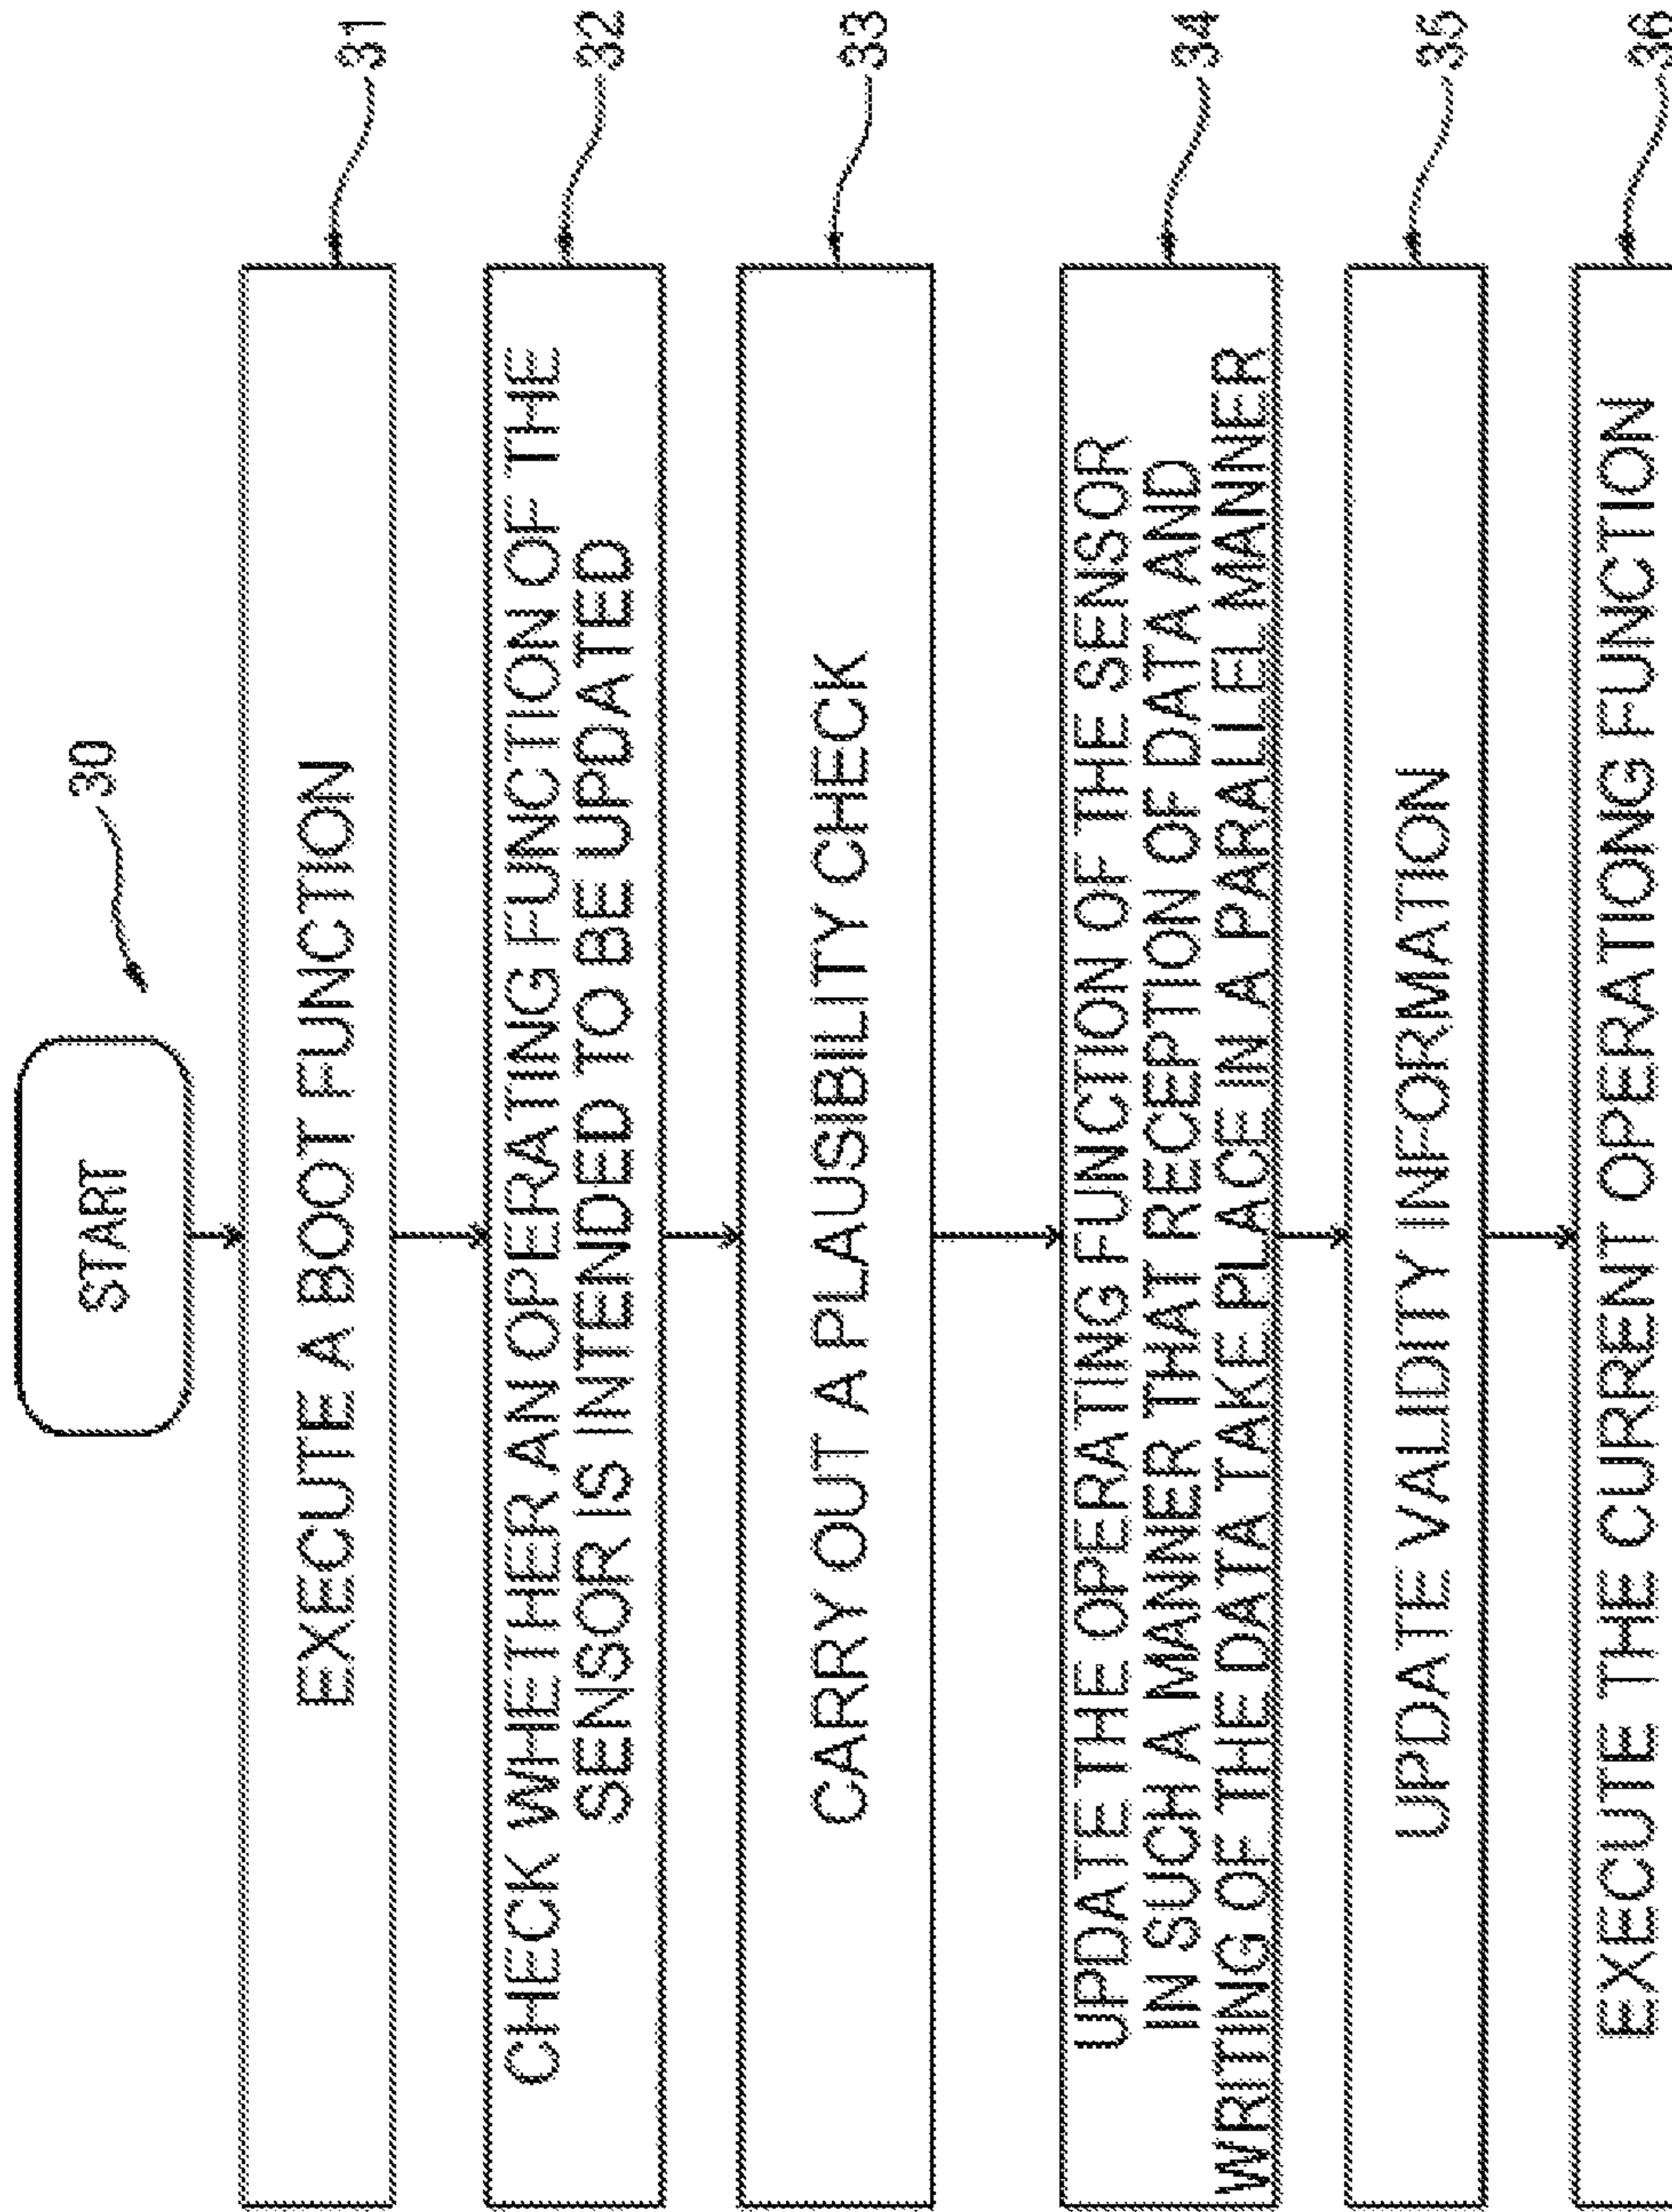 START
30
EXECUTE A BOOT FUNCTION
31
CHECK WHETHER AN OPERATING FUNCTION OF THE
SENSOR IS INTENDED TO BE UPDATED
32
CARRY OUT A PLAUSIBILITY CHECK
33
UPDATE THE OPERATING FUNCTION OF THE SENSOR
IN SUCH A MANNER THAT RECEPTION OF DATA AND
WRITING OF THE DATA TAKE PLACE IN A PARALLEL MANNER
34
UPDATE VALIDITY INFORMATION
35
EXECUTE THE CURRENT OPERATIONG FUNCTION
36